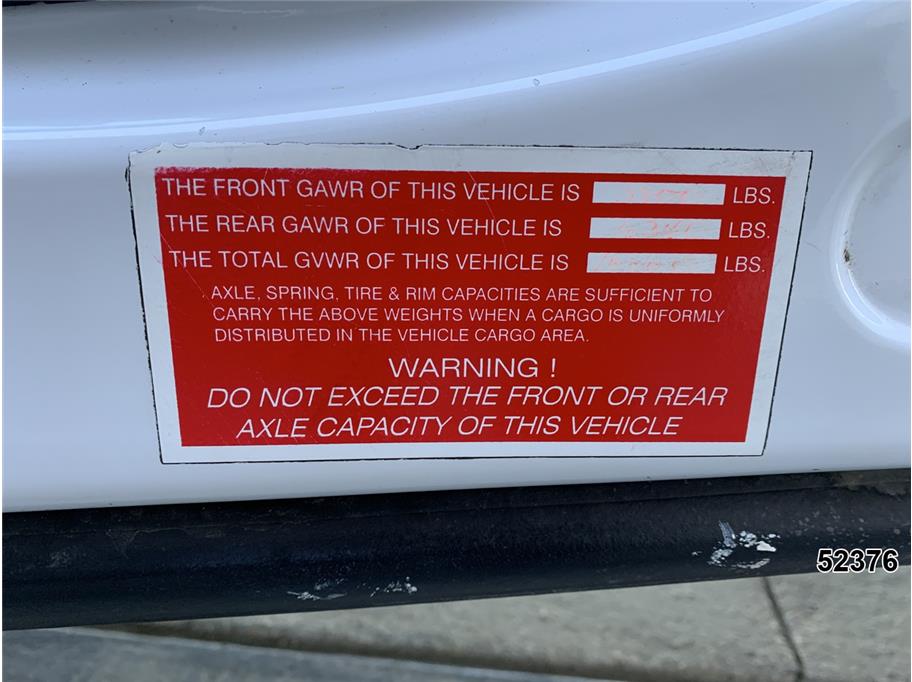 THE FRONT GAWR OF THIS VEHICLE IS LBS.
THE REAR GAWR OF THIS VEHICLE IS LBS.
THE TOTAL GVWR OF THIS VEHICLE IS LBS.
AXLE, SPRING, TIRE & RIM CAPACITIES ARE SUFFICIENT TO
CARRY THE ABOVE WEIGHTS WHEN A CARGO IS UNIFORMLY
DISTRIBUTED IN THE VEHICLE CARGO AREA.
WARNING !
DO NOT EXCEED THE FRONT OR REAR
AXLE CAPACITY OF THIS VEHICLE
52376